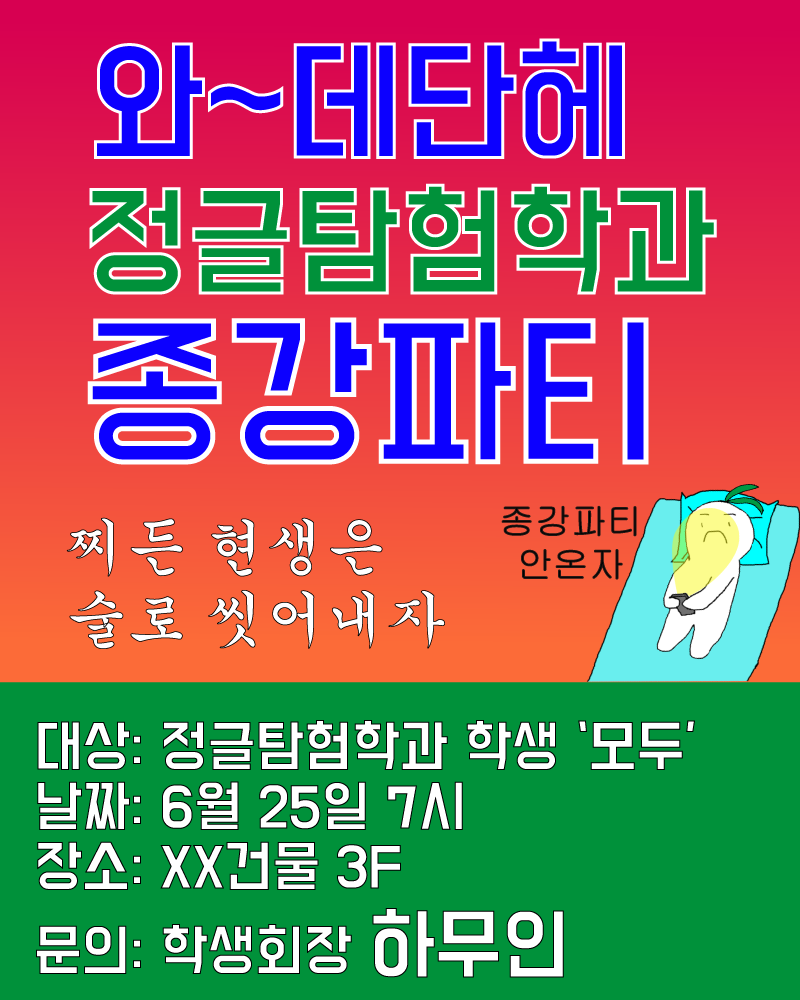 와~데단헤
정글탐험학과
종강파티
찌든 현생은
술로 씻어내자
종강파티
안온자
대상: 정글탐험학과 학생 '모두'
날짜: 6월 25일 7시
장소: XX건물 3F
문의: 학생회장 하무인